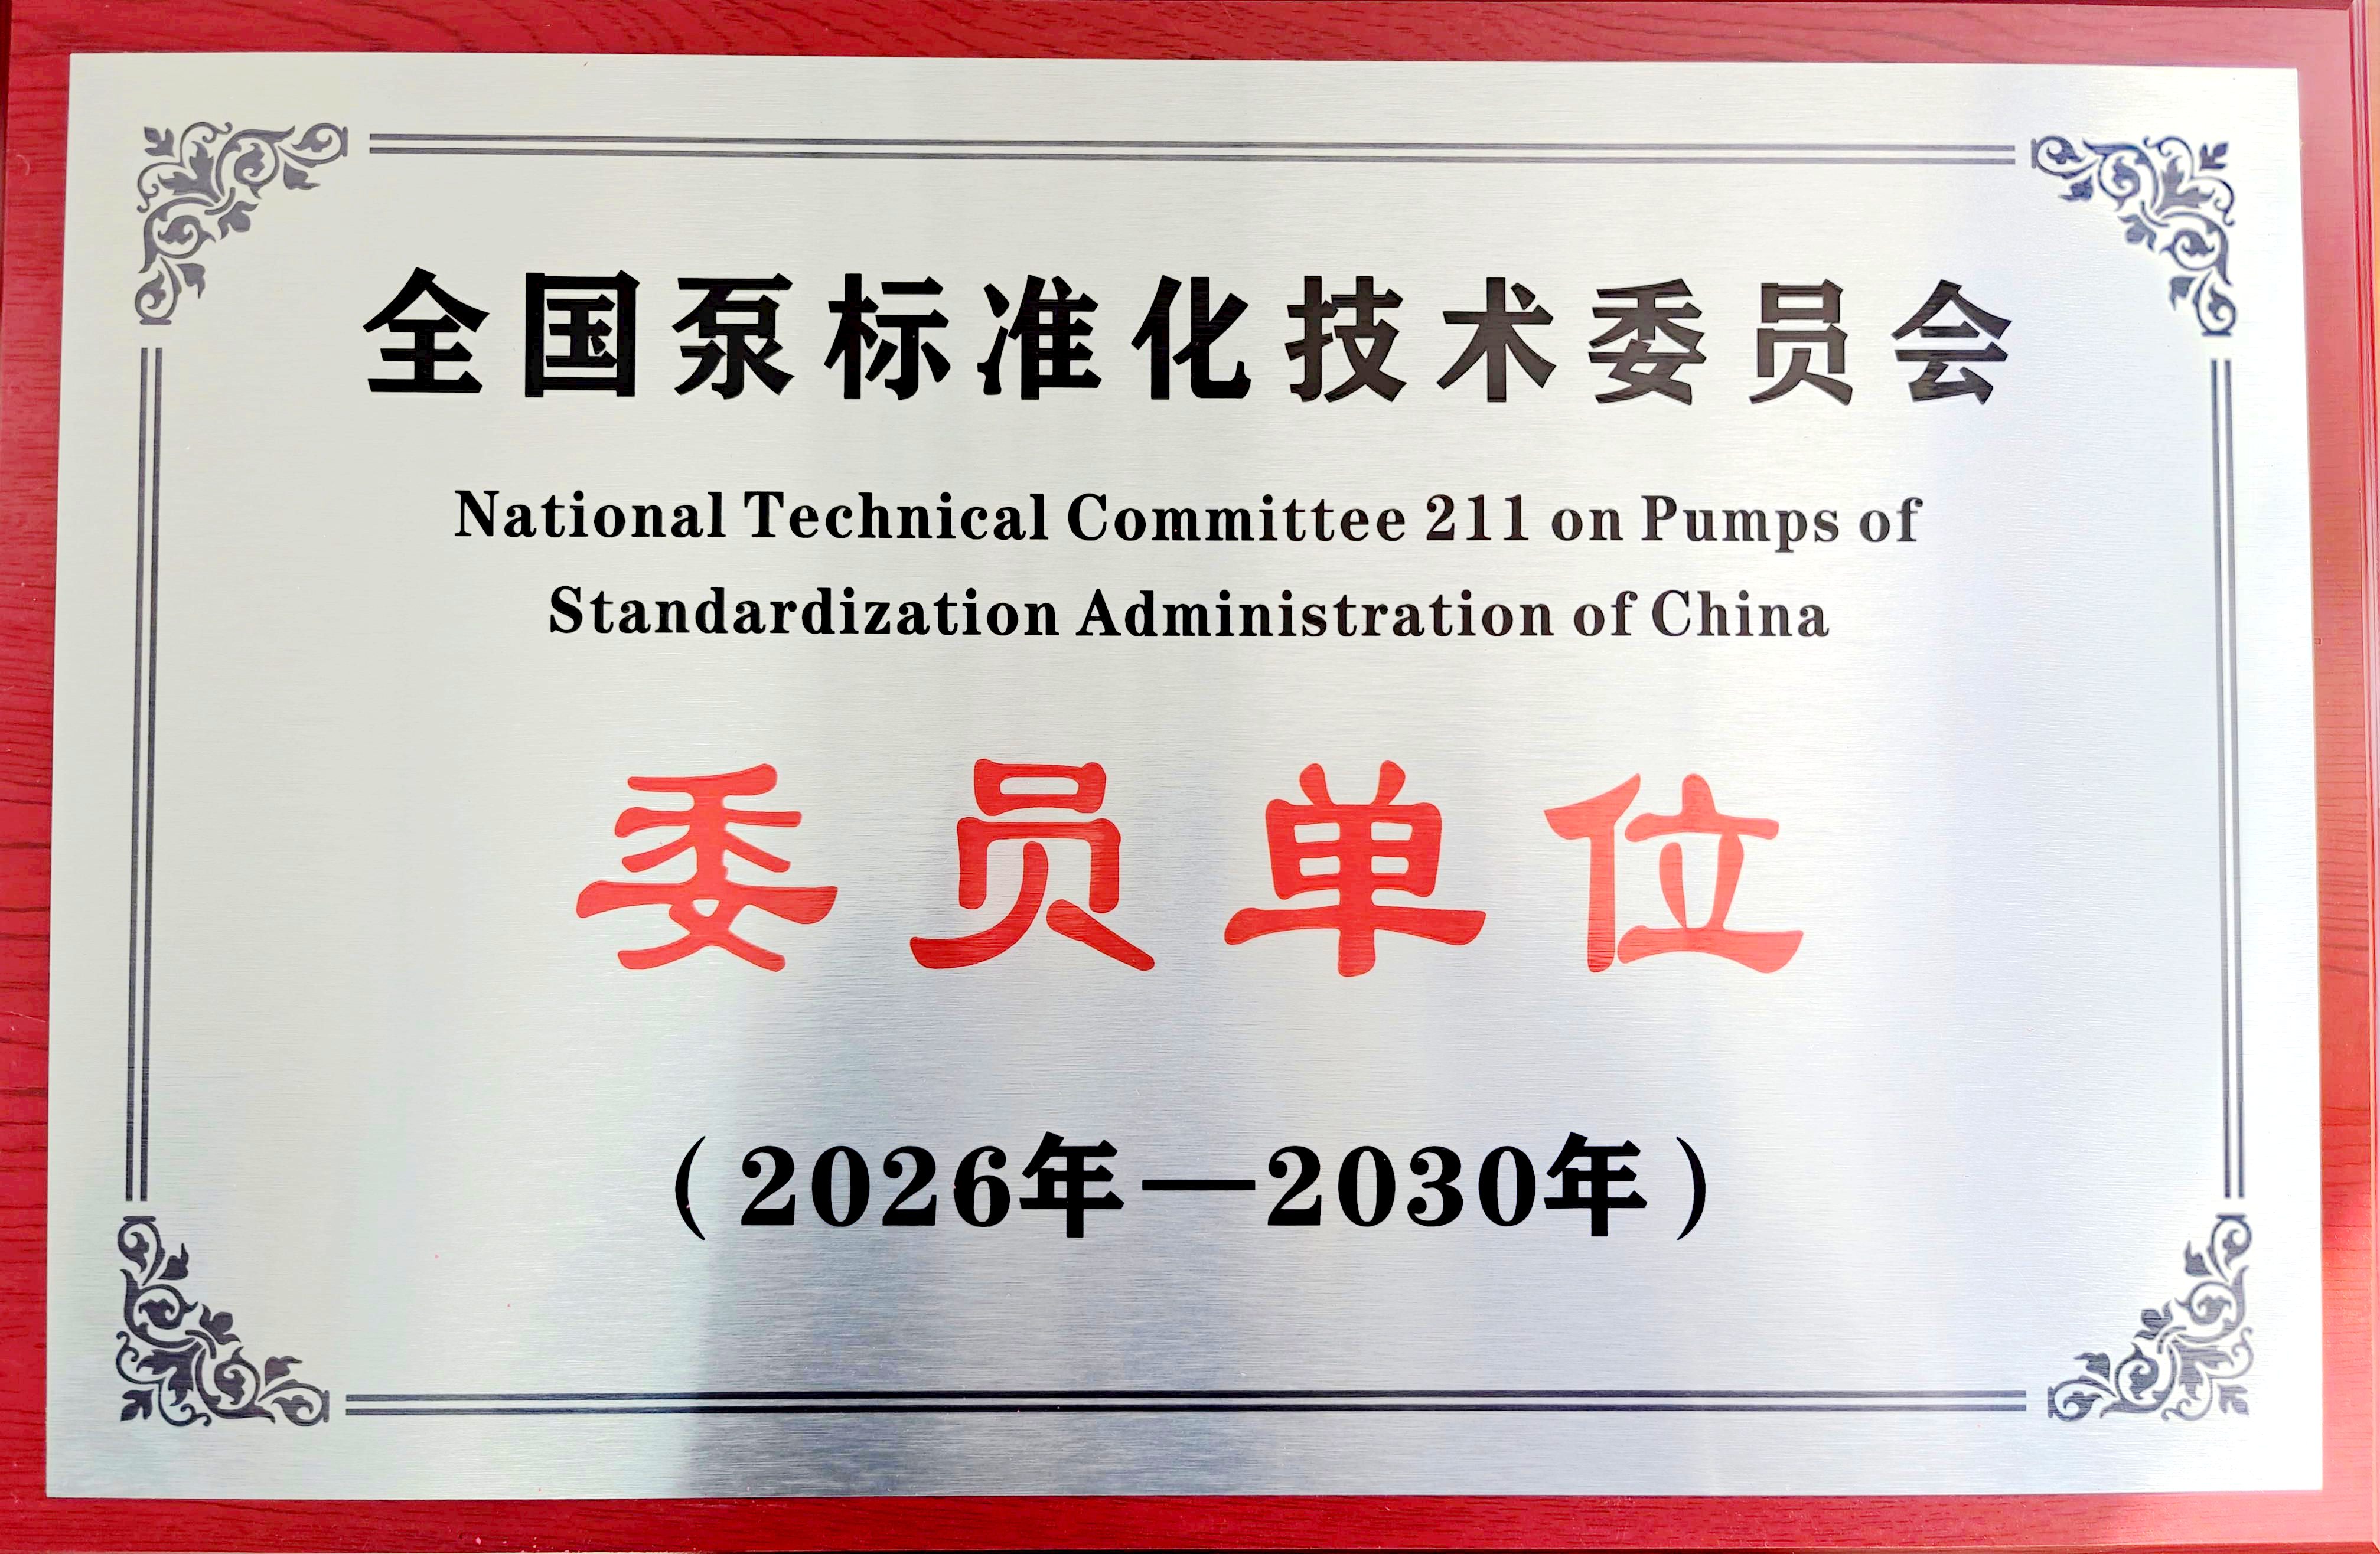 全国泵标准化技术委员会
National Technical Committee 211 on Pumps of
Standardization Administration of China
委员单位
（2026年—2030年）